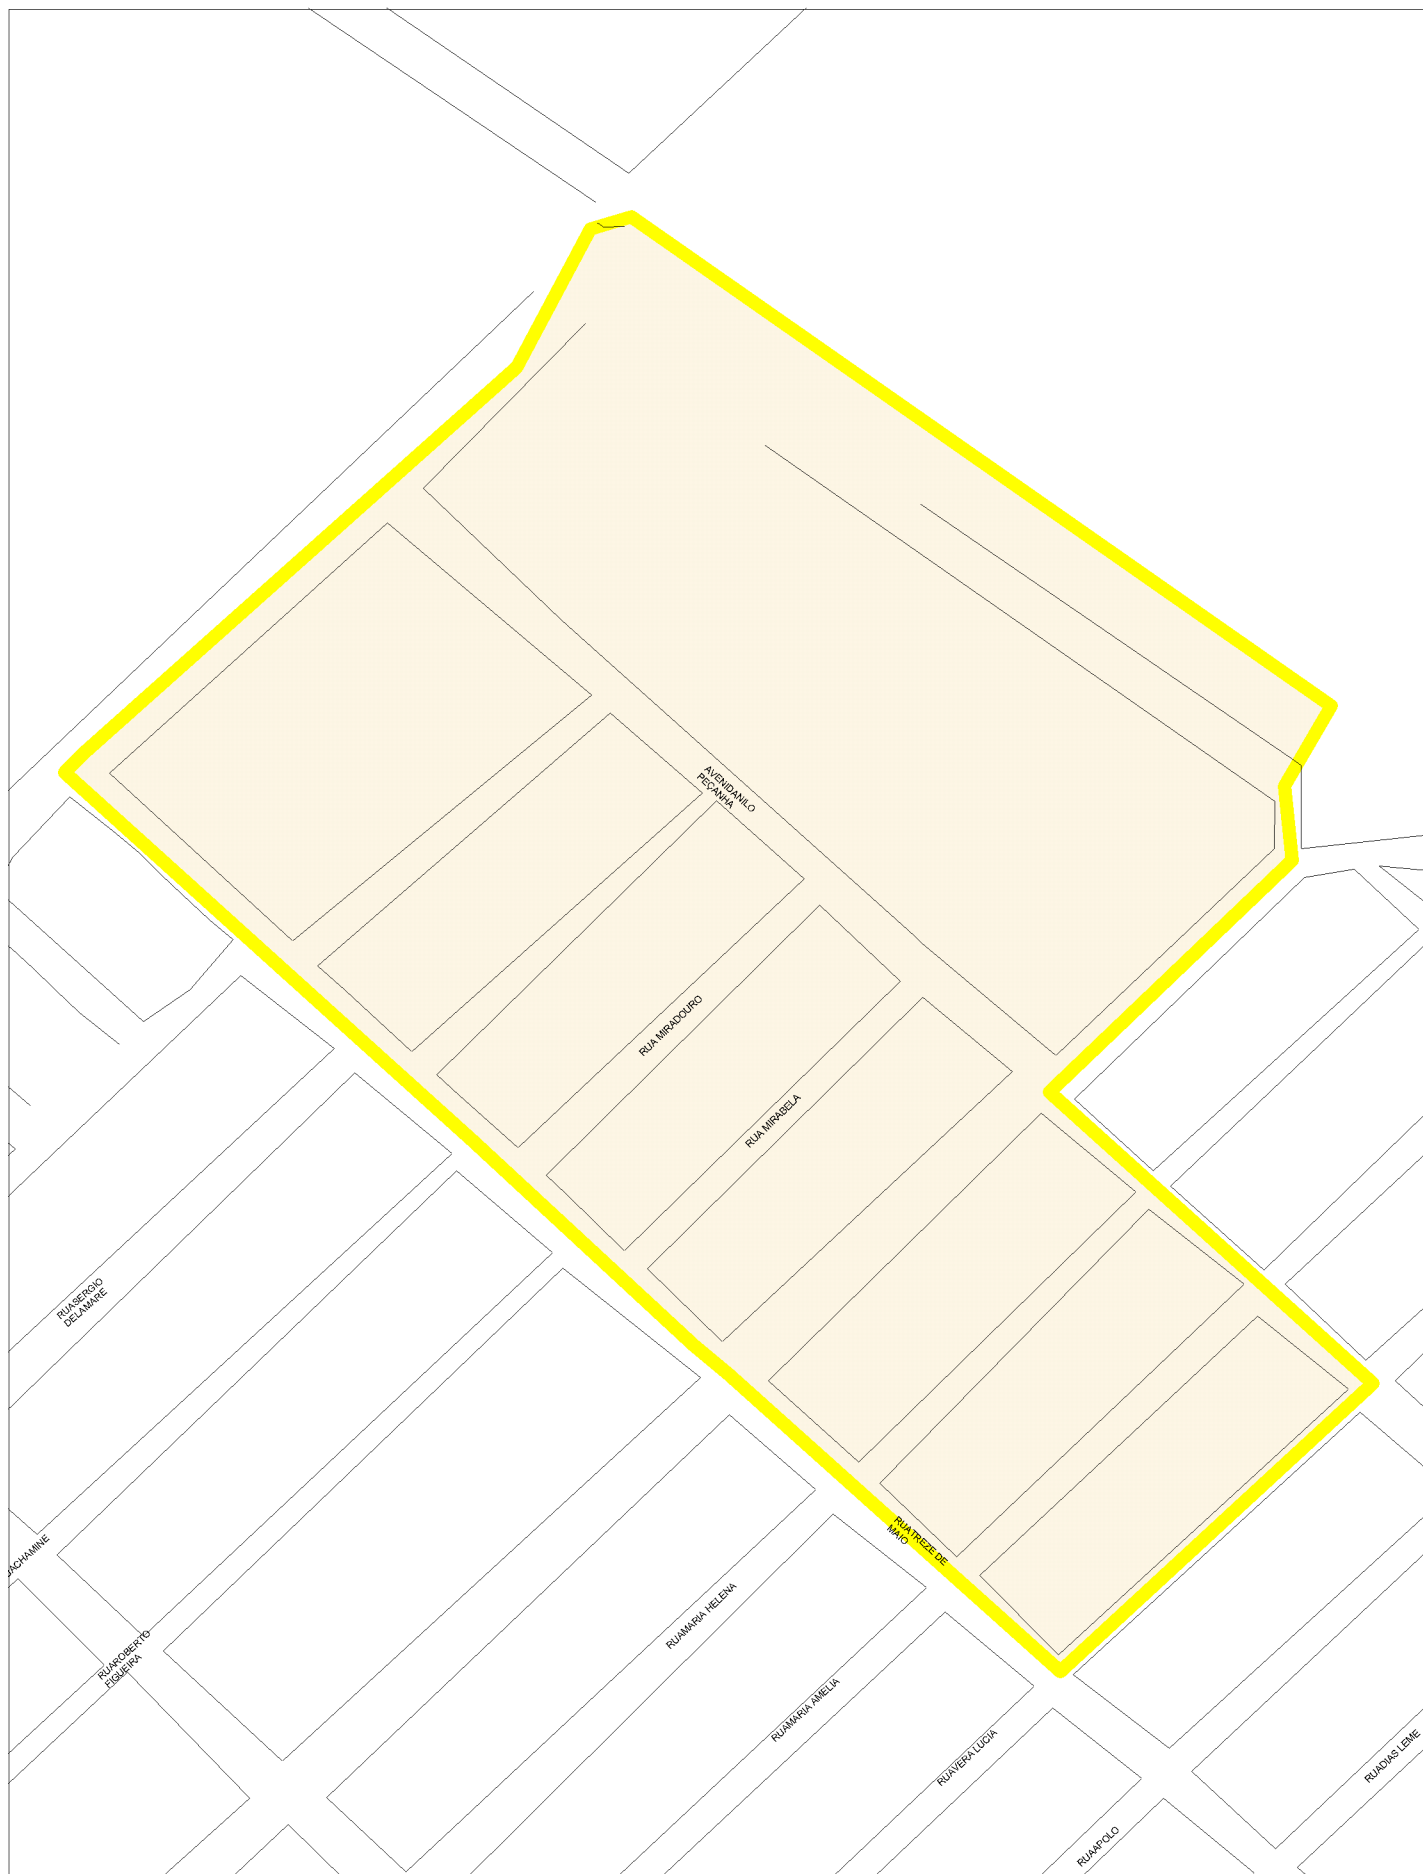 AVENIDANILO
PEÇANHA
RUA MIRADOURO
RUA MIRABELA
RUASERGIO
DELAMARE
RUATREZE DE
MAIO
JACHAMINE
RUAROBERTO
FIGUEIRA
RUAMARIA HELENA
RUAMARIA AMELIA
RUAVERA LUCIA
RUADIAS LEME
RUAAPOLO